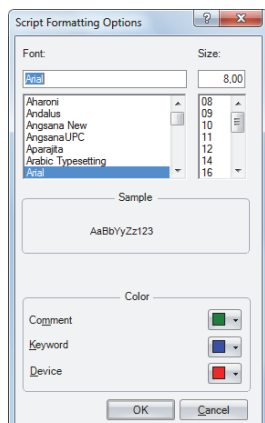 Script Formatting Options
Font: Size:
Arial 8,00
Aharoni 08
Andalus 09
Angsana New 10
AngsanaUPC 11
Aparajita 12
Arabic Typesetting 14
Arial 16
Sample
AaBbYyZz123
Color
Comment
Keyword
Device
OK Cancel